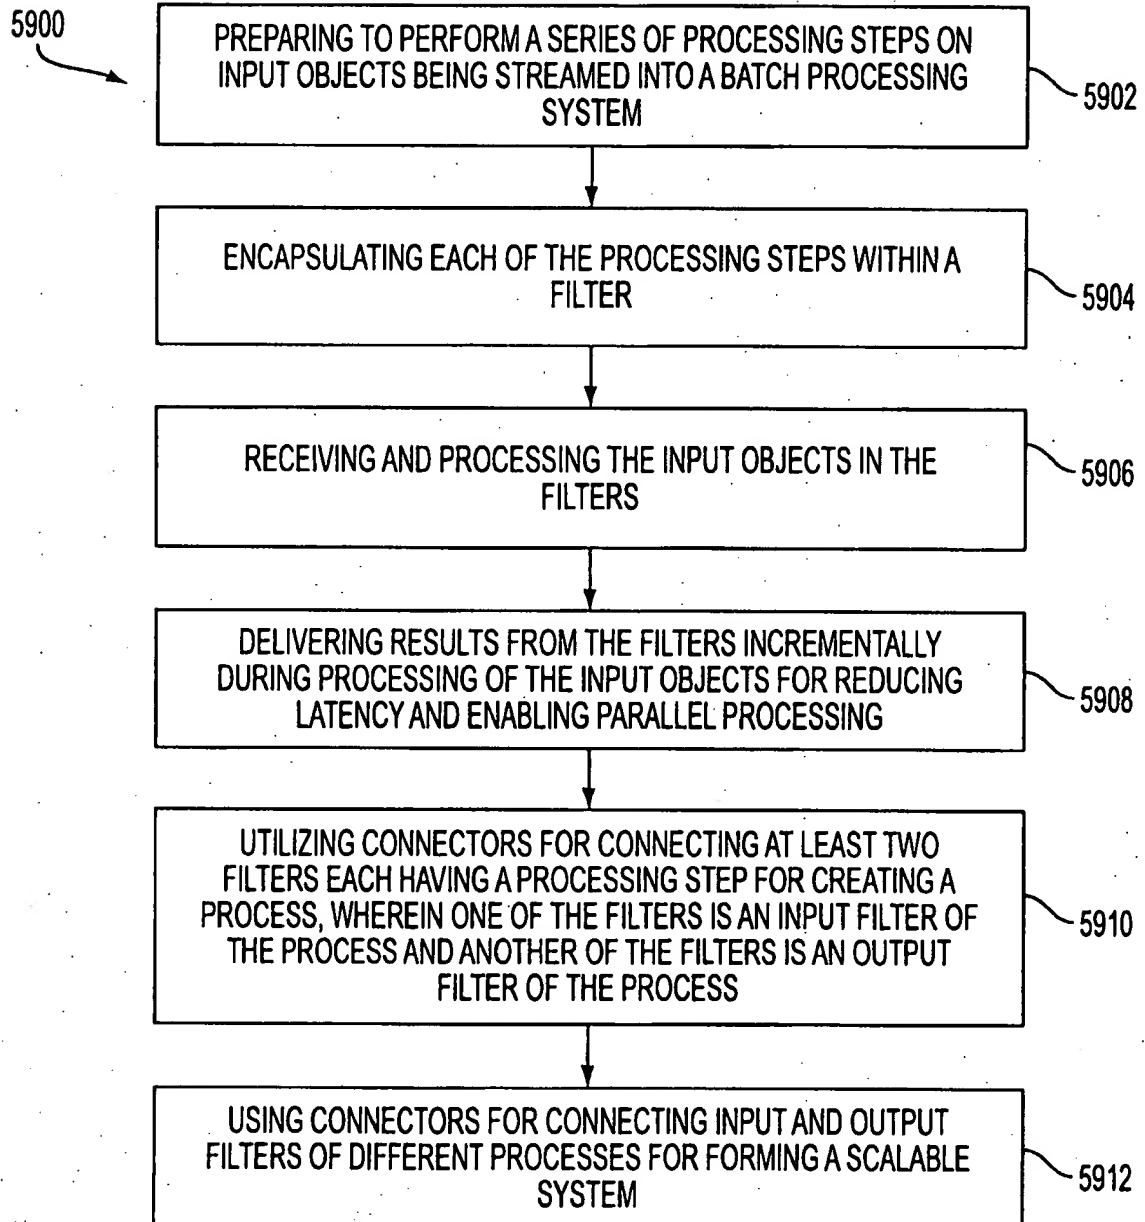 5900
PREPARING TO PERFORM A SERIES OF PROCESSING STEPS ON
INPUT OBJECTS BEING STREAMED INTO A BATCH PROCESSING
SYSTEM
5902
ENCAPSULATING EACH OF THE PROCESSING STEPS WITHIN A
FILTER
5904
RECEIVING AND PROCESSING THE INPUT OBJECTS IN THE
FILTERS
5906
DELIVERING RESULTS FROM THE FILTERS INCREMENTALLY
DURING PROCESSING OF THE INPUT OBJECTS FOR REDUCING
LATENCY AND ENABLING PARALLEL PROCESSING
5908
UTILIZING CONNECTORS FOR CONNECTING AT LEAST TWO
FILTERS EACH HAVING A PROCESSING STEP FOR CREATING A
PROCESS, WHEREIN ONE OF THE FILTERS IS AN INPUT FILTER OF
THE PROCESS AND ANOTHER OF THE FILTERS IS AN OUTPUT
FILTER OF THE PROCESS
5910
USING CONNECTORS FOR CONNECTING INPUT AND OUTPUT
FILTERS OF DIFFERENT PROCESSES FOR FORMING A SCALABLE
SYSTEM
5912